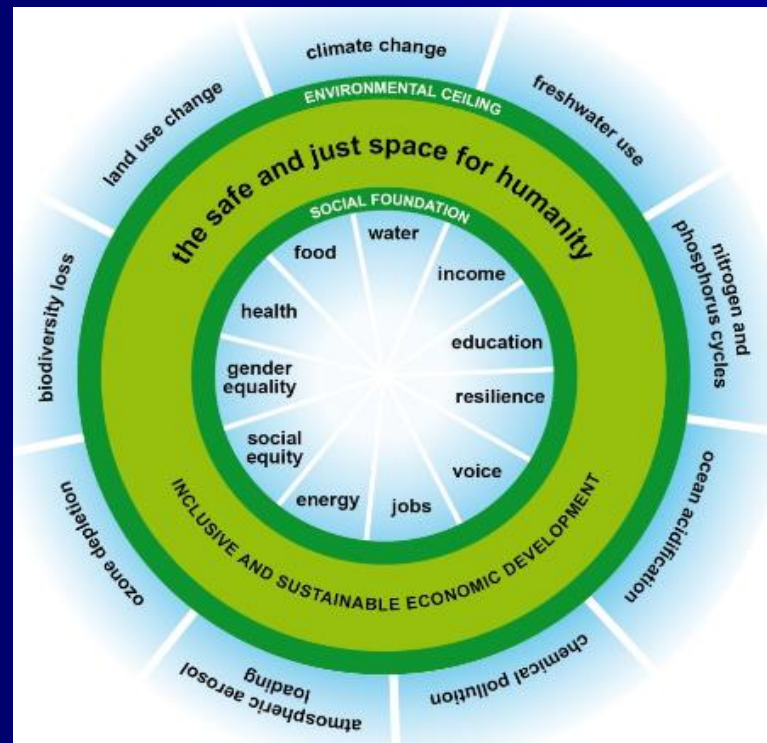 climate change
freshwater use
nitrogen and
phosphorus cycles
ocean acidification
chemical pollution
atmospheric aerosol
loading
ozone depletion
biodiversity loss
land use change
ENVIRONMENTAL CEILING
the safe and just space for humanity
SOCIAL FOUNDATION
water
income
education
resilience
voice
jobs
energy
social
equity
gender
equality
health
food
INCLUSIVE AND SUSTAINABLE ECONOMIC DEVELOPMENT